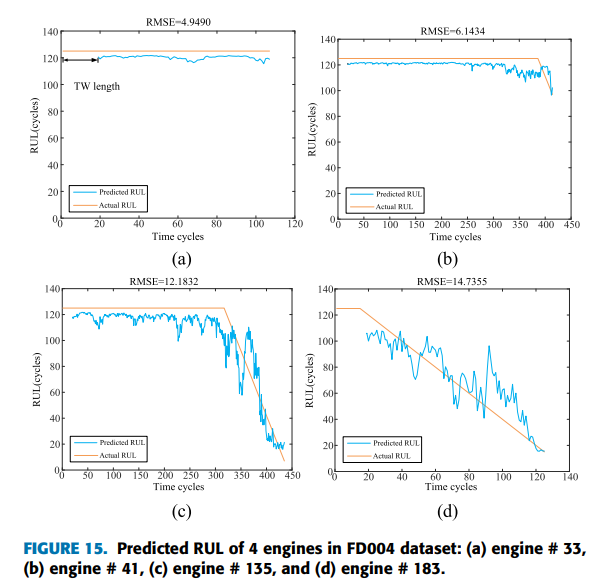 RMSE=4.9490
140
120
100
80
60
40
20
0
RUL(cycles)
TW length
Predicted RUL
Actual RUL
0 20 40 60 80 100 120
Time cycles
(a)
RMSE=6.1434
140
120
100
80
60
40
20
0
RUL(cycles)
Predicted RUL
Actual RUL
0 50 100 150 200 250 300 350 400 450
Time cycles
(b)
RMSE=12.1832
140
120
100
80
60
40
20
0
RUL(cycles)
Predicted RUL
Actual RUL
0 50 100 150 200 250 300 350 400 450
Time cycles
(c)
RMSE=14.7355
140
120
100
80
60
40
20
0
RUL(cycles)
Predicted RUL
Actual RUL
0 20 40 60 80 100 120 140
Time cycles
(d)
FIGURE 15. Predicted RUL of 4 engines in FD004 dataset: (a) engine # 33,
(b) engine # 41, (c) engine # 135, and (d) engine # 183.